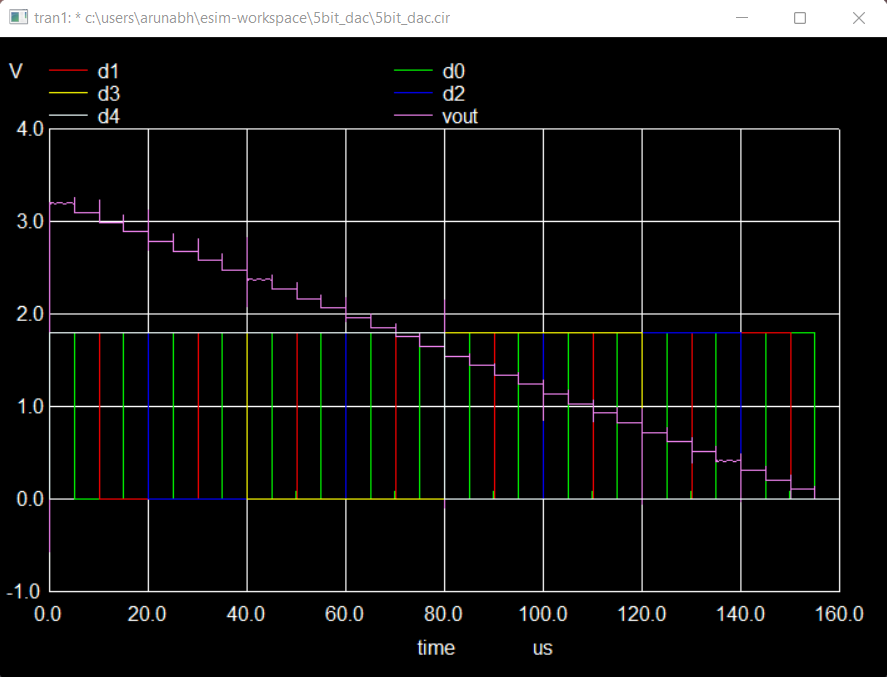 tran1: * c:\users\arunabh\esim-workspace\5bit_dac\5bit_dac.cir
V d1 d0
d3 d2
d4 vout
4.0
3.0
2.0
1.0
0.0
-1.0
0.0 20.0 40.0 60.0 80.0 100.0 120.0 140.0 160.0
time us